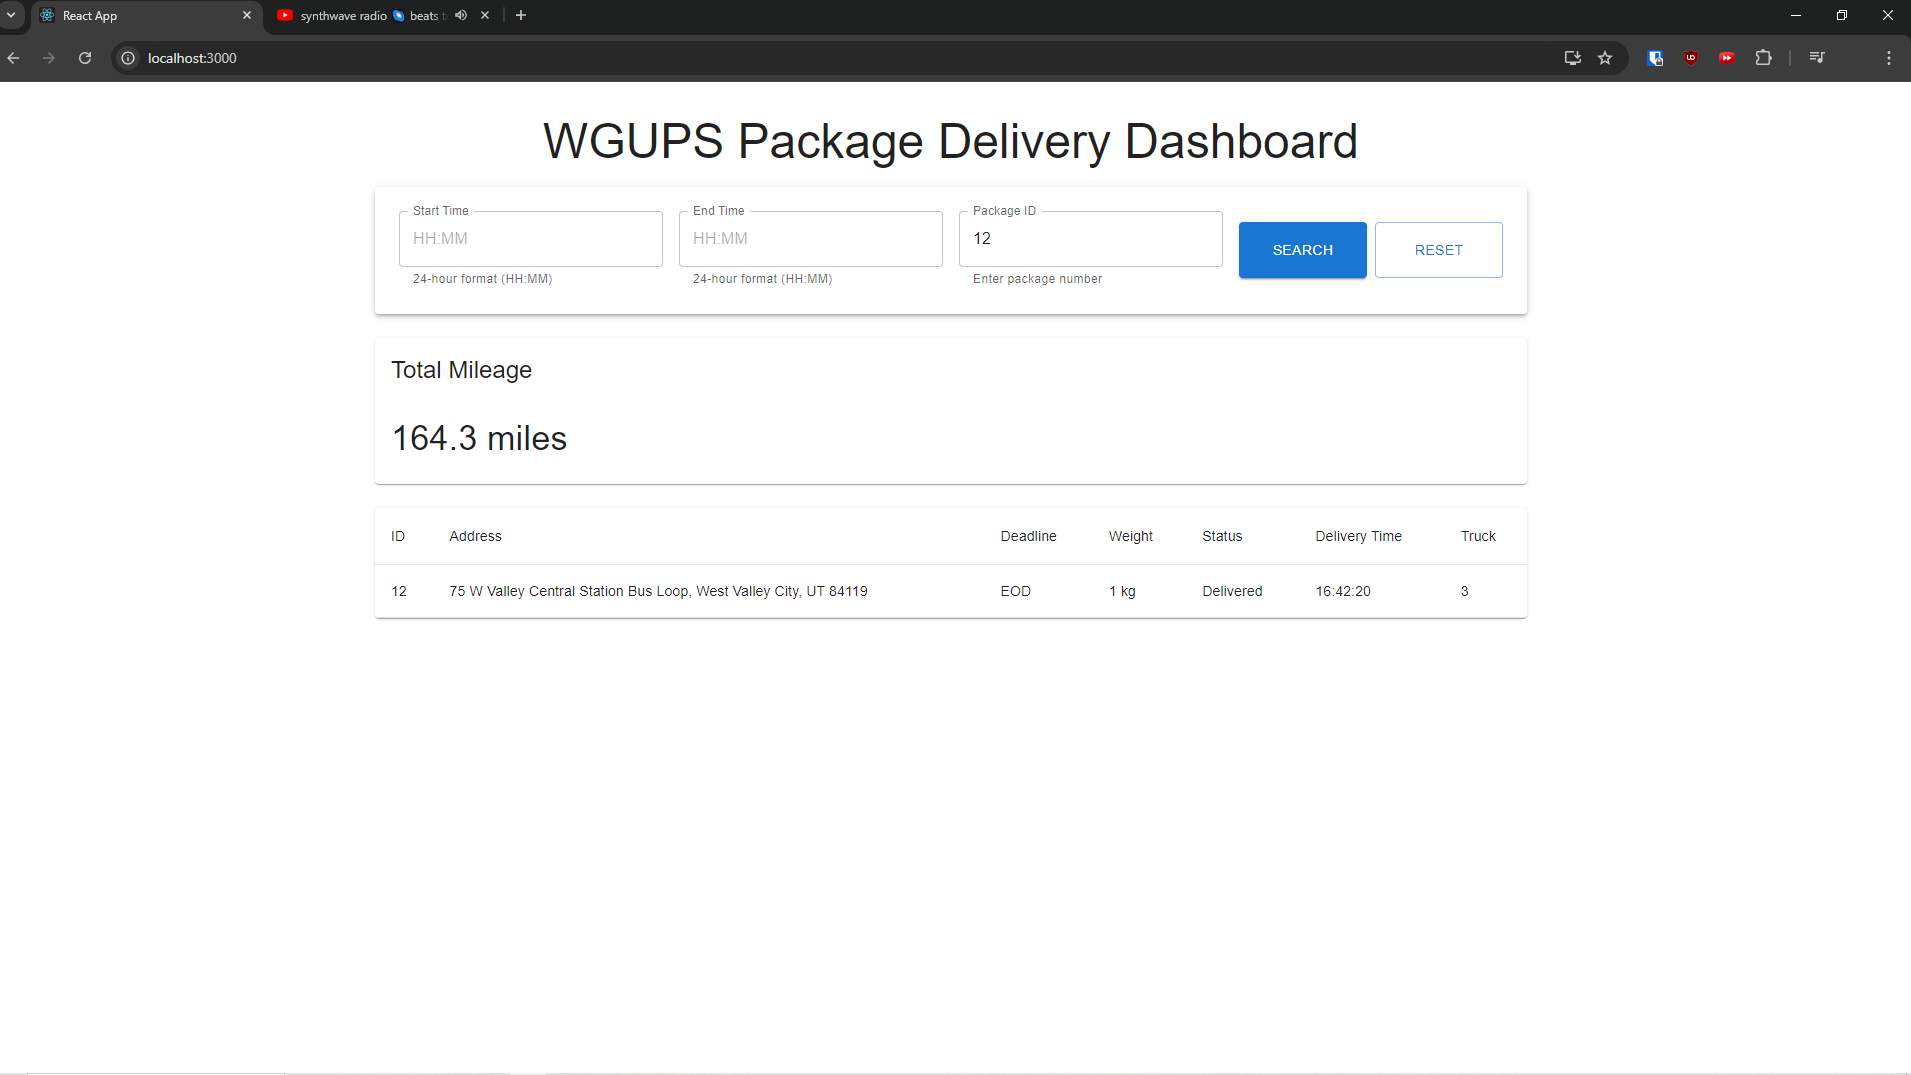 React App
synthwave radio beats t
localhost:3000
WGUPS Package Delivery Dashboard
Start Time End Time Package ID
HH:MM HH:MM 12 SEARCH RESET
24-hour format (HH:MM) 24-hour format (HH:MM) Enter package number
Total Mileage
164.3 miles
ID Address Deadline Weight Status Delivery Time Truck
12 75 W Valley Central Station Bus Loop, West Valley City, UT 84119 EOD 1 kg Delivered 16:42:20 3